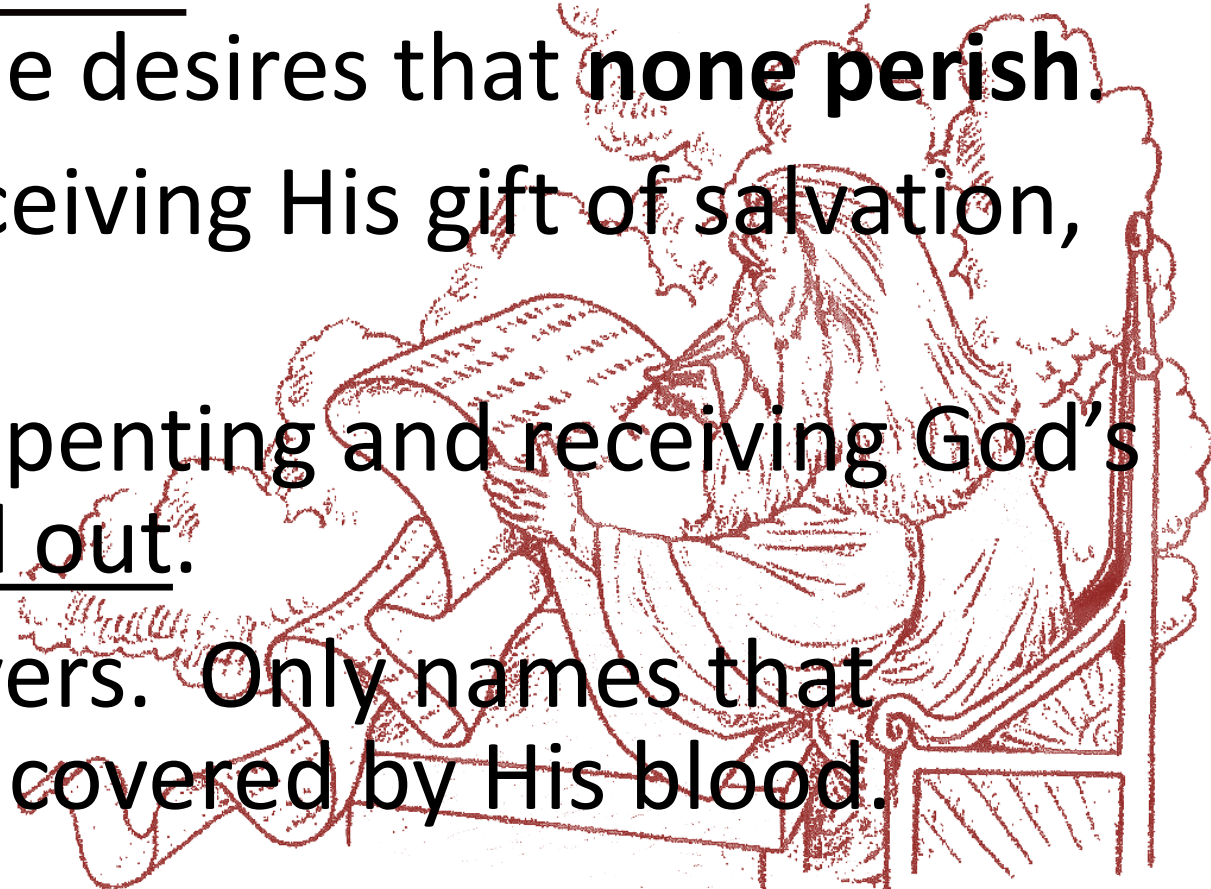 e desires that none perish.
ceiving His gift of salvation,
penting and receiving God’s
out.
ers.  Only names that
covered by His blood.